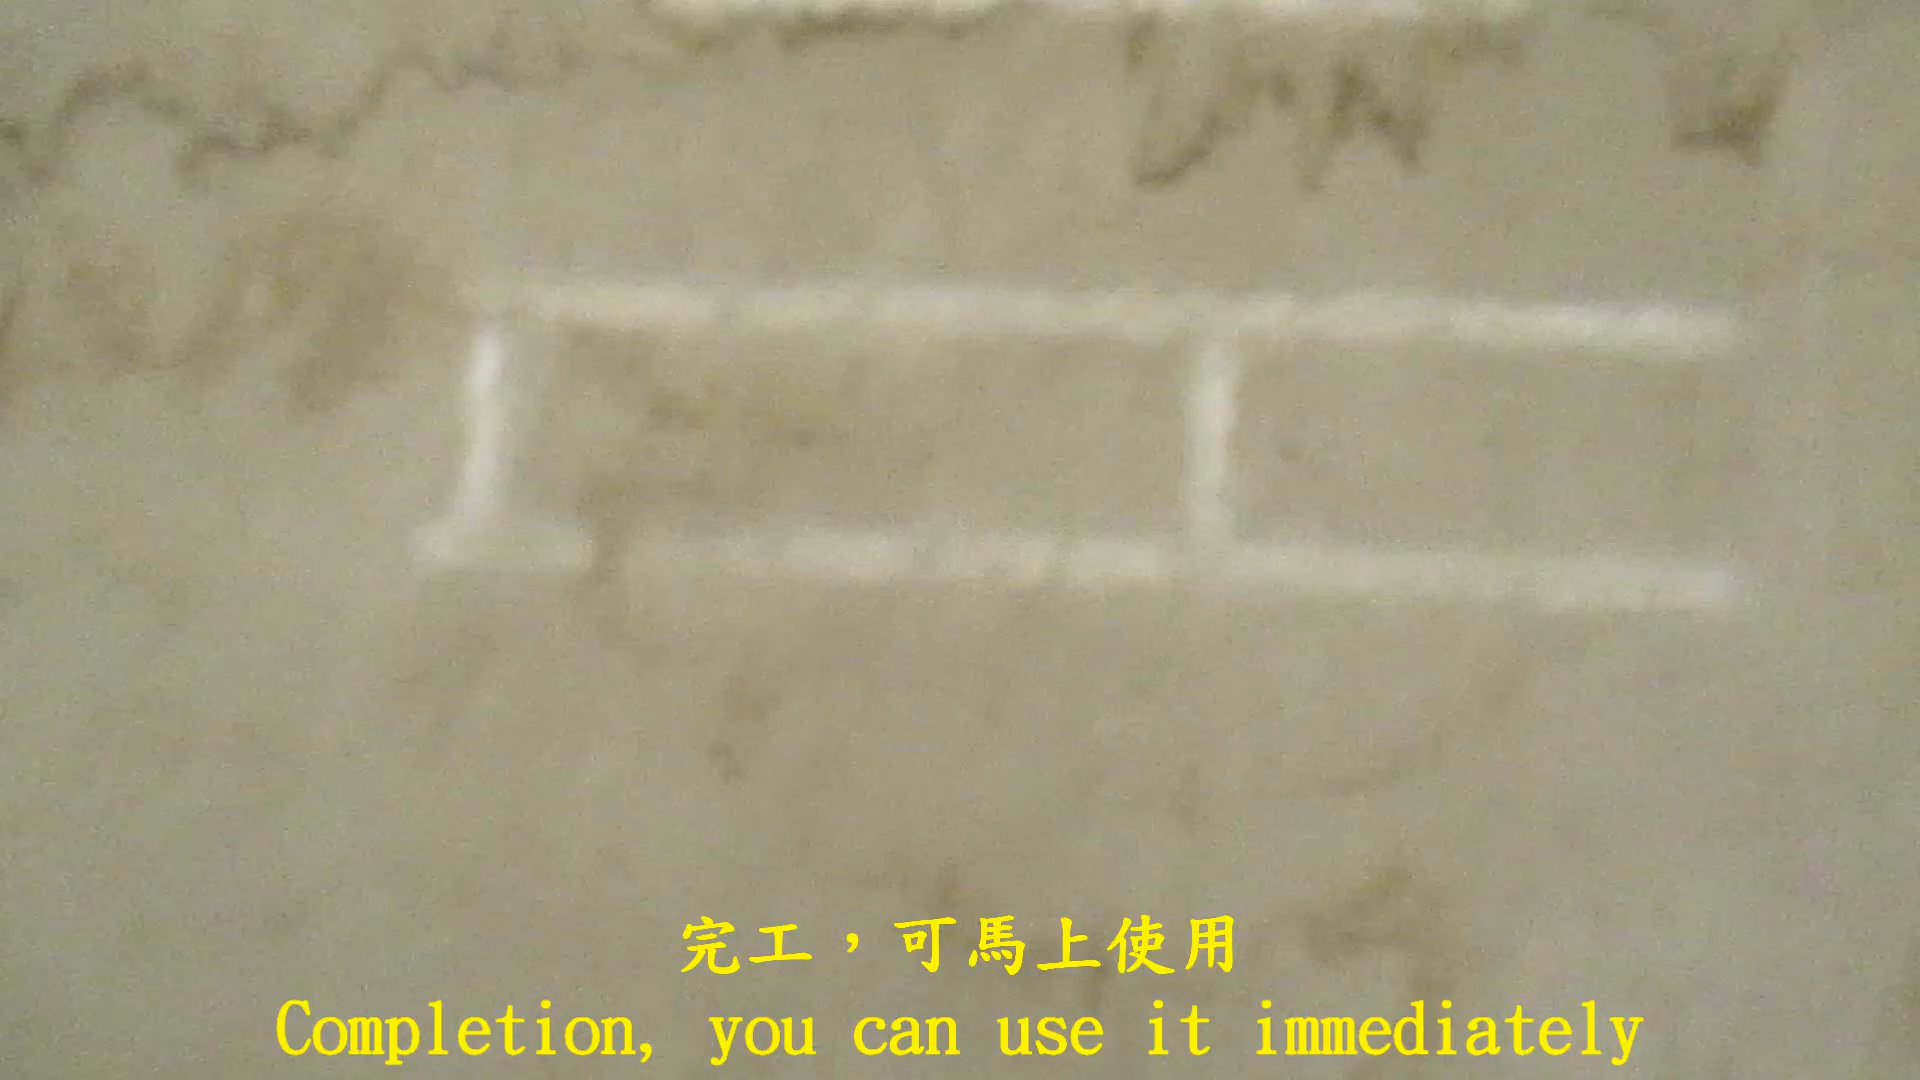 完工，可馬上使用
Completion, you can use it immediately